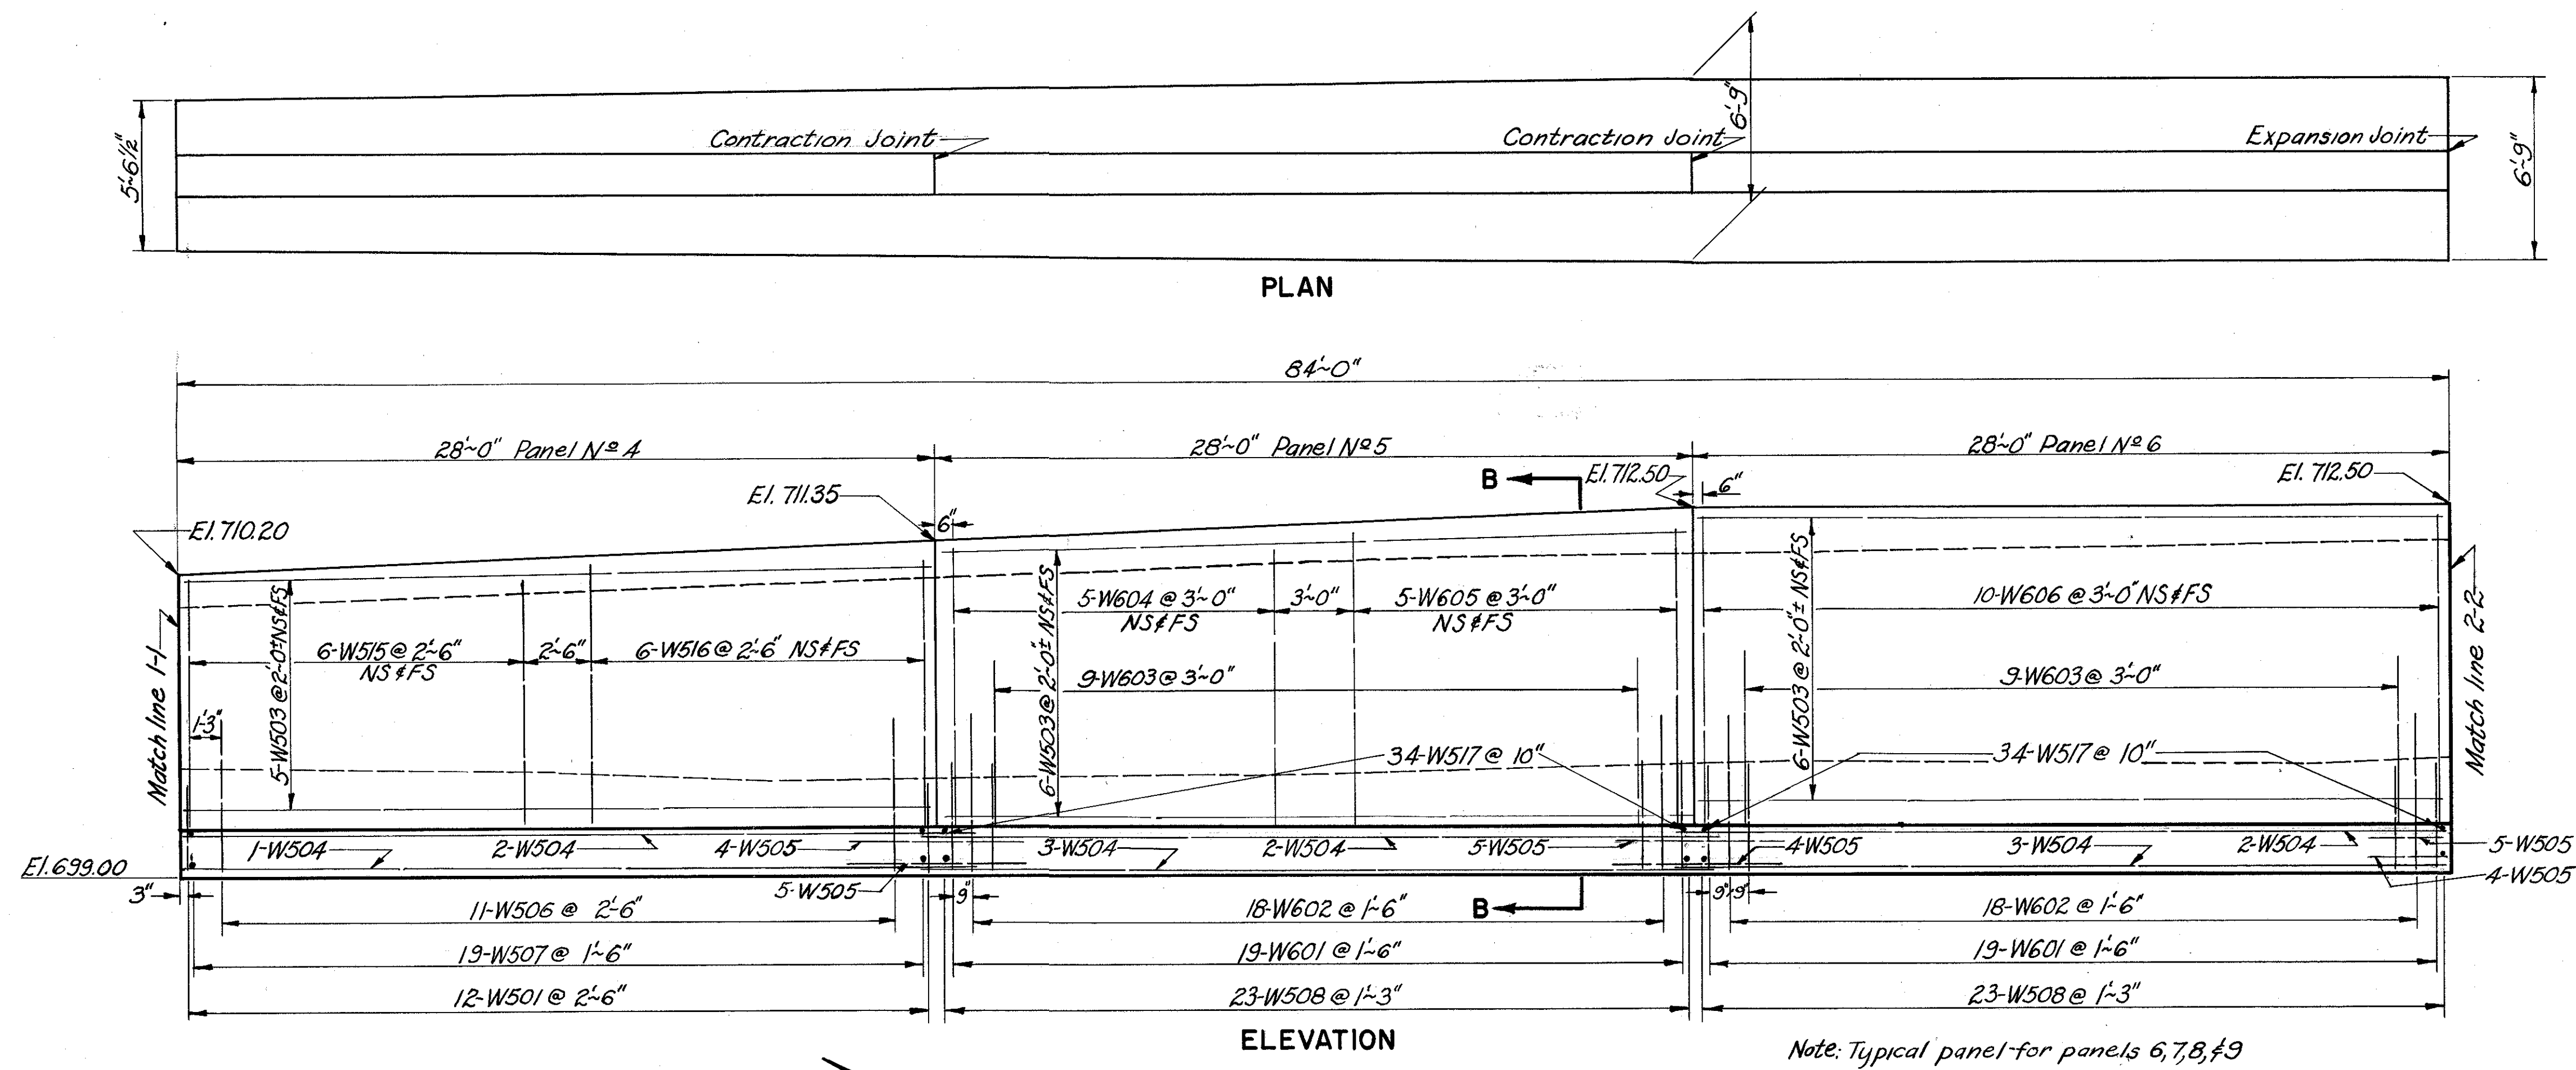 5'~6½"
Contraction Joint
Contraction Joint
6'-9"
Expansion Joint
6'~9"
PLAN
84'~0"
28'~0" Panel Nº 4
28'~0" Panel Nº 5
28'~0" Panel Nº 6
El. 710.20
El. 711.35
6"
B
El. 712.50
6"
El. 712.50
Match line 1-1
5-W503 @ 2'-0"± NS&FS
6-W515 @ 2'~6"
NS&FS
2'~6"
6-W516 @ 2'~6" NS&FS
1'-3"
6-W503 @ 2'-0"± NS&FS
5-W604 @ 3'~0"
NS&FS
3'~0"
5-W605 @ 3'~0"
NS&FS
9-W603 @ 3'~0"
6-W503 @ 2'-0"± NS&FS
10-W606 @ 3'~0" NS&FS
9-W603 @ 3'~0"
Match line 2-2
34-W517 @ 10"
34-W517 @ 10"
1-W504
2-W504
4-W505
3-W504
2-W504
5-W505
4-W505
3-W504
2-W504
5-W505
4-W505
El. 699.00
3"
5-W505
9"
B
9"
9"
11-W506 @ 2'~6"
18-W602 @ 1'~6"
18-W602 @ 1'~6"
19-W507 @ 1'~6"
19-W601 @ 1'~6"
19-W601 @ 1'~6"
12-W501 @ 2'~6"
23-W508 @ 1'~3"
23-W508 @ 1'~3"
ELEVATION
Note: Typical panel for panels 6,7,8,&9